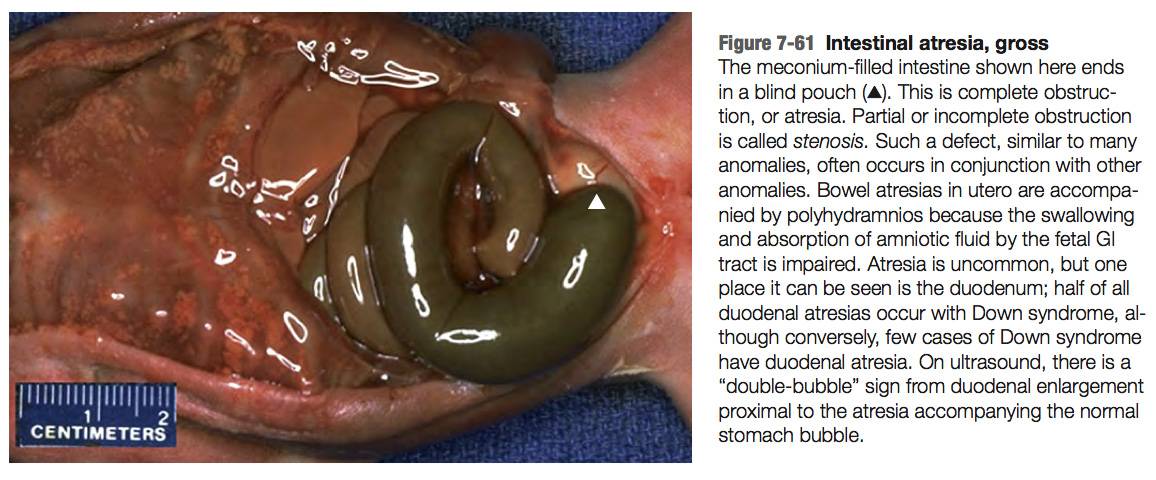 1 2
CENTIMETERS
Figure 7-61 Intestinal atresia, gross
The meconium-filled intestine shown here ends
in a blind pouch (▲). This is complete obstruc-
tion, or atresia. Partial or incomplete obstruction
is called stenosis. Such a defect, similar to many
anomalies, often occurs in conjunction with other
anomalies. Bowel atresias in utero are accompa-
nied by polyhydramnios because the swallowing
and absorption of amniotic fluid by the fetal GI
tract is impaired. Atresia is uncommon, but one
place it can be seen is the duodenum; half of all
duodenal atresias occur with Down syndrome, al-
though conversely, few cases of Down syndrome
have duodenal atresia. On ultrasound, there is a
“double-bubble” sign from duodenal enlargement
proximal to the atresia accompanying the normal
stomach bubble.